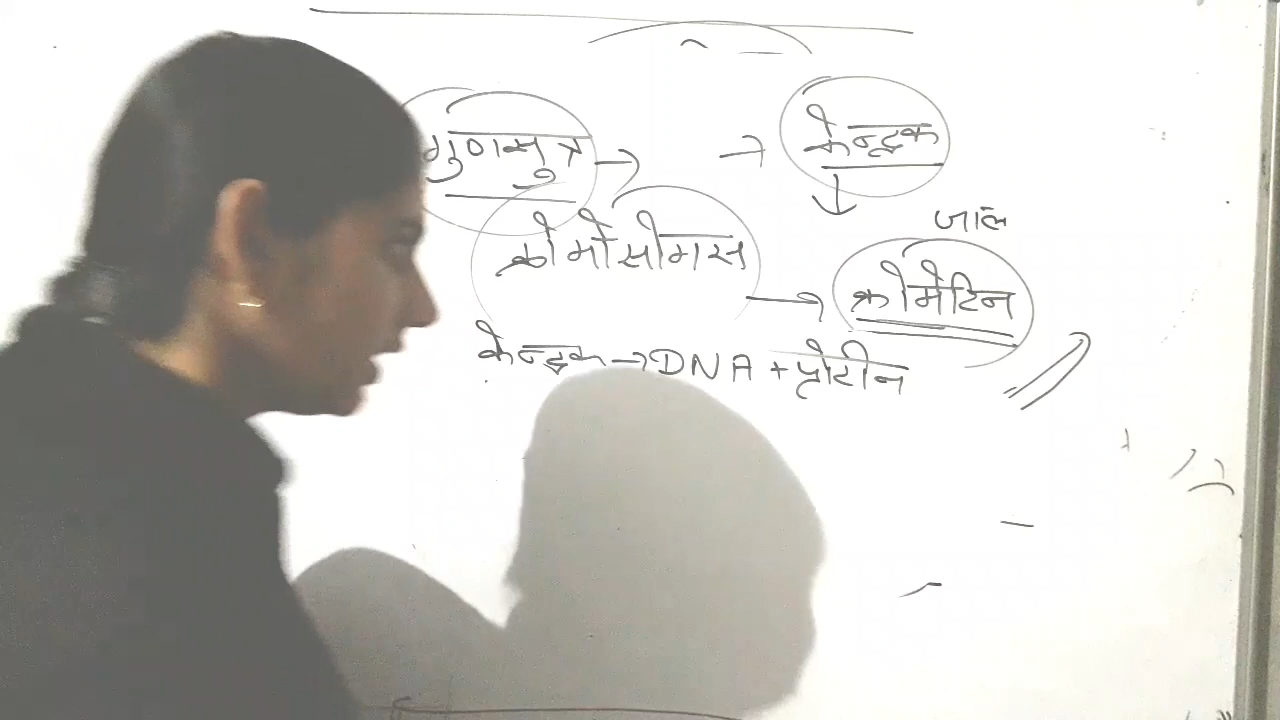 गुणसुत्र → → केन्द्रक
↓
जाल
क्रोमोसोमस → क्रोमेटिन
केन्द्रक → DNA + प्रोटीन